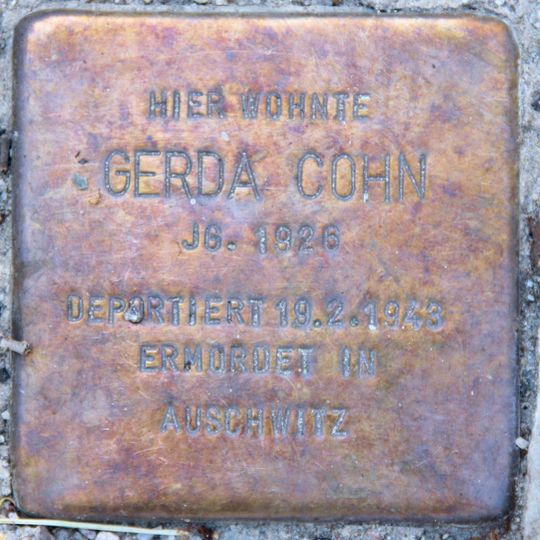 HIER WOHNTE
GERDA COHN
JG. 1926
DEPORTIERT 19.2.1943
ERMORDET IN
AUSCHWITZ